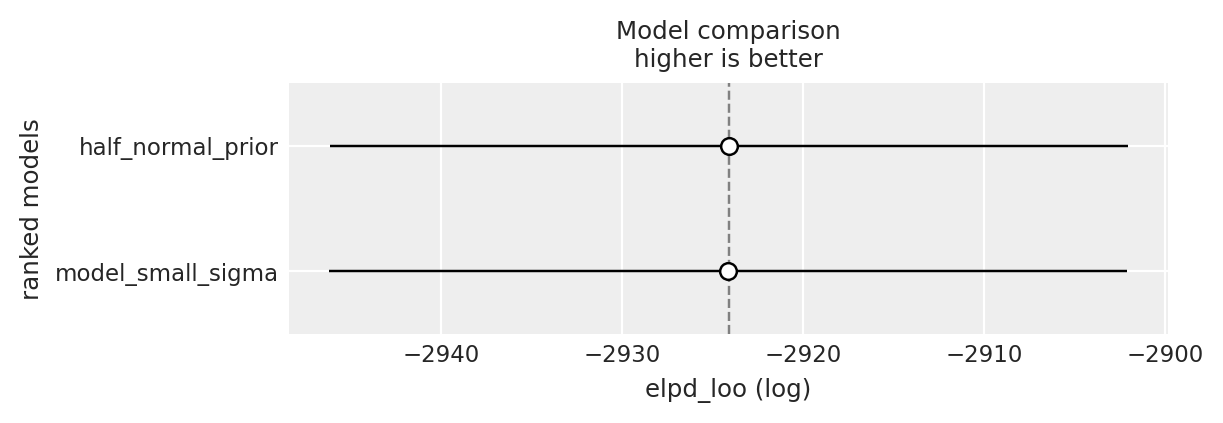 Model comparison
higher is better
ranked models
half_normal_prior
model_small_sigma
−2940 −2930 −2920 −2910 −2900
elpd_loo (log)